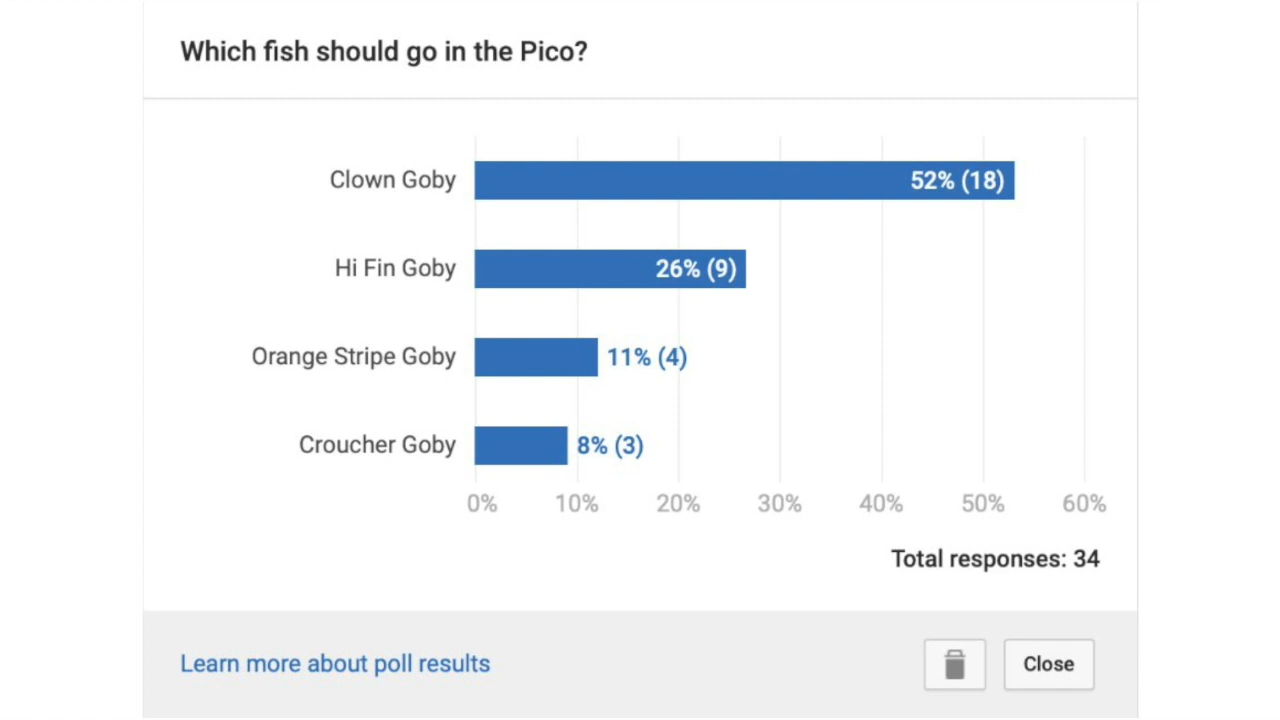 Which fish should go in the Pico?
Clown Goby 52% (18)
Hi Fin Goby 26% (9)
Orange Stripe Goby 11% (4)
Croucher Goby 8% (3)
0% 10% 20% 30% 40% 50% 60%
Total responses: 34
Learn more about poll results Close